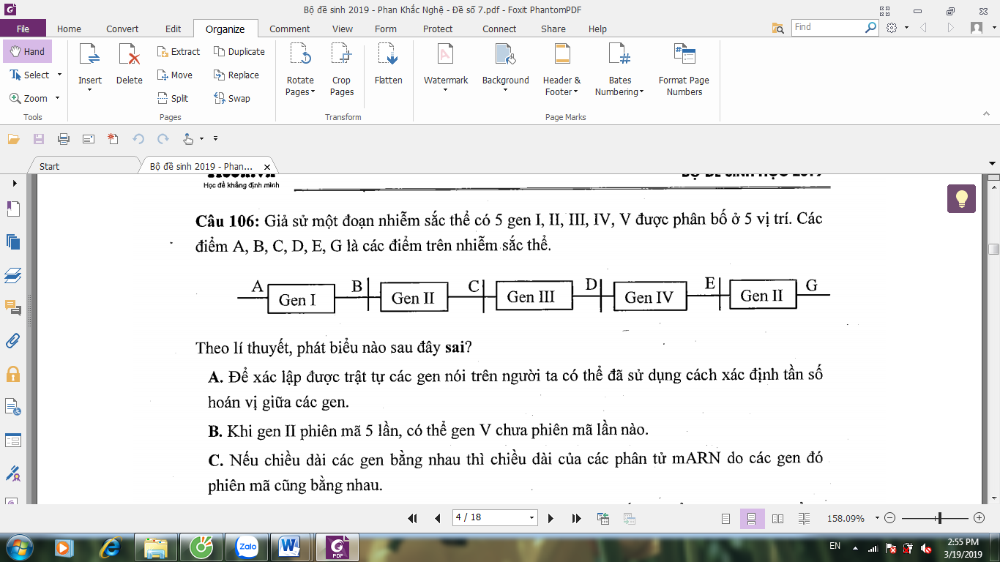 Bộ đề sinh 2019 - Phan Khắc Nghệ - Đề số 7.pdf - Foxit PhantomPDF
File Home Convert Edit Organize Comment View Form Protect Connect Share Help Find
Hand
Select
Zoom
Tools
Insert
Delete
Extract
Move
Split
Duplicate
Replace
Swap
Pages
Rotate Pages
Crop Pages
Flatten
Transform
Watermark
Background
Header & Footer
Bates Numbering
Format Page Numbers
Page Marks
Start
Bộ đề sinh 2019 - Phan...
Học để khẳng định mình
BỘ ĐỀ SINH HỌC 2019
Câu 106: Giả sử một đoạn nhiễm sắc thể có 5 gen I, II, III, IV, V được phân bố ở 5 vị trí. Các
điểm A, B, C, D, E, G là các điểm trên nhiễm sắc thể.
A B C D E G
Gen I Gen II Gen III Gen IV Gen II
Theo lí thuyết, phát biểu nào sau đây sai?
A. Để xác lập được trật tự các gen nói trên người ta có thể đã sử dụng cách xác định tần số
hoán vị giữa các gen.
B. Khi gen II phiên mã 5 lần, có thể gen V chưa phiên mã lần nào.
C. Nếu chiều dài các gen bằng nhau thì chiều dài của các phân tử mARN do các gen đó
phiên mã cũng bằng nhau.
4 / 18
158.09%
Zalo
W
PDF
EN
2:55 PM
3/19/2019